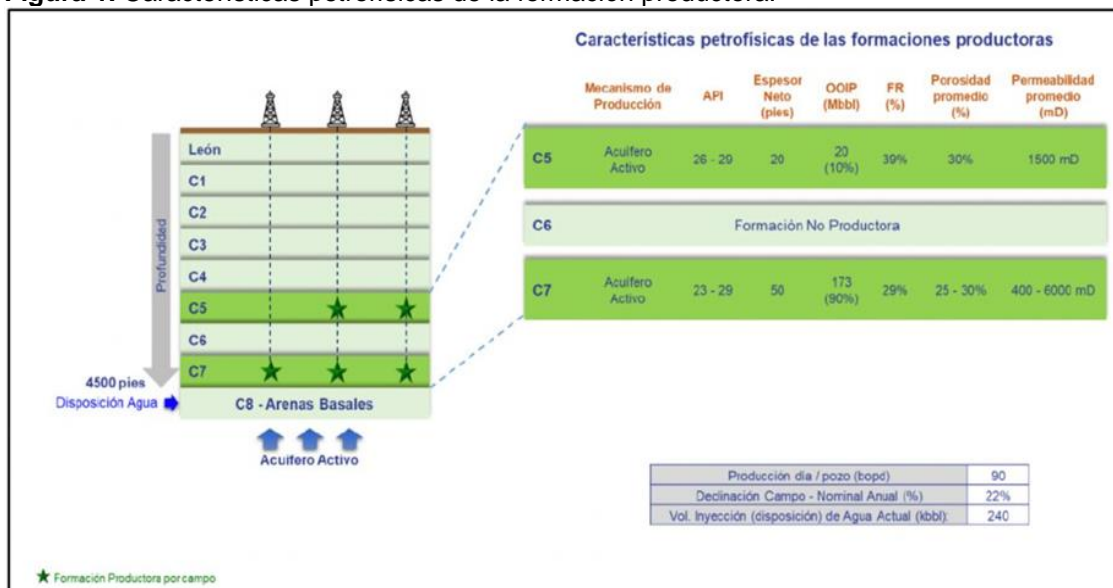 Figura 1. Características petrofísicas de la formación productora.
Características petrofísicas de las formaciones productoras
Mecanismo de Producción API Espesor Neto (pies) OOIP (Mbbl) FR (%) Porosidad promedio (%) Permeabilidad promedio (mD)
C5 Acuífero Activo 26 - 29 20 20 (10%) 39% 30% 1500 mD
C6 Formación No Productora
C7 Acuífero Activo 23 - 29 50 173 (90%) 29% 25 - 30% 400 - 6000 mD
Profundidad
León
C1
C2
C3
C4
C5
C6
C7
4500 pies
Disposición Agua
C8 - Arenas Basales
Acuífero Activo
Producción día / pozo (bopd) 90
Declinación Campo - Nominal Anual (%) 22%
Vol. Inyección (disposición) de Agua Actual (kbbl): 240
Formación Productora por campo